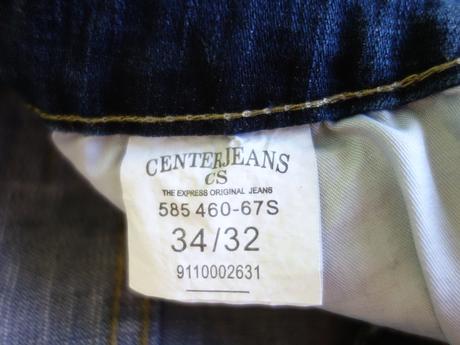 CENTERJEANS
CS
THE EXPRESS ORIGINAL JEANS
585 460-67S
34/32
9110002631